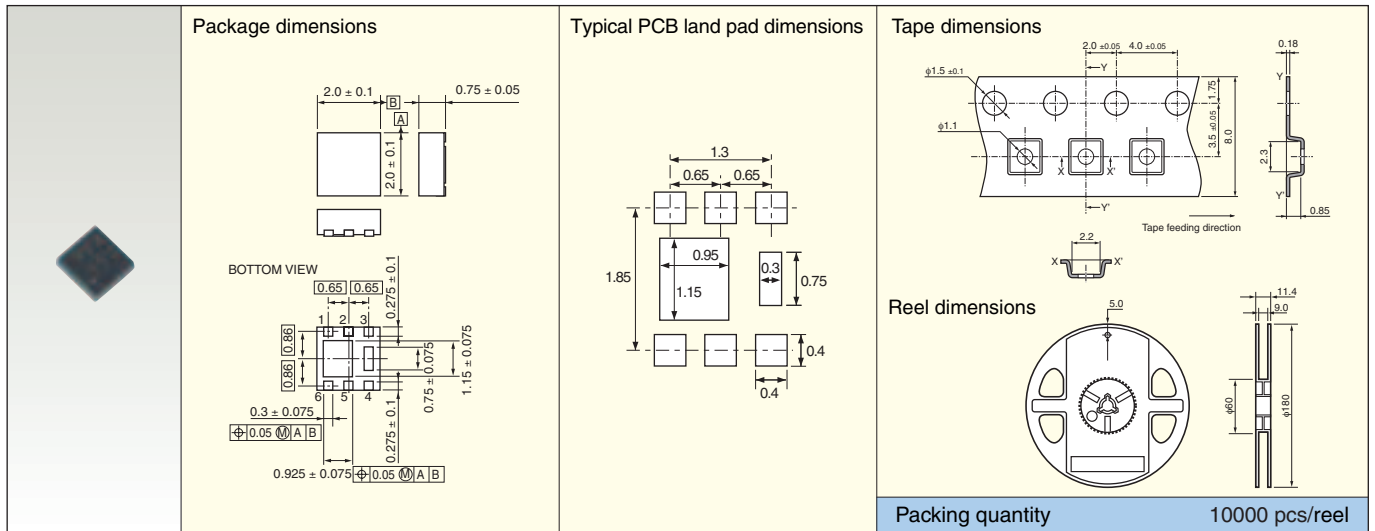 Package dimensions
2.0 ± 0.1
B
0.75 ± 0.05
A
2.0 ± 0.1
BOTTOM VIEW
0.65 0.65
0.275 ± 0.1
1 2 3
0.86
0.86
6 5 4
0.75 ± 0.075
1.15 ± 0.075
0.3 ± 0.075
⌖ 0.05 Ⓜ A B
0.275 ± 0.1
0.925 ± 0.075 ⌖ 0.05 Ⓜ A B
Typical PCB land pad dimensions
1.3
0.65 0.65
1.85
0.95
1.15
0.3
0.75
0.4
0.4
Tape dimensions
2.0 ±0.05 4.0 ±0.05
0.18
φ1.5 ±0.1
Y
Y
1.75
φ1.1
3.5 ±0.05
8.0
2.3
X X'
Y'
Y'
0.85
Tape feeding direction
2.2
X X'
Reel dimensions
5.0
11.4
9.0
φ60
φ180
Packing quantity 10000 pcs/reel